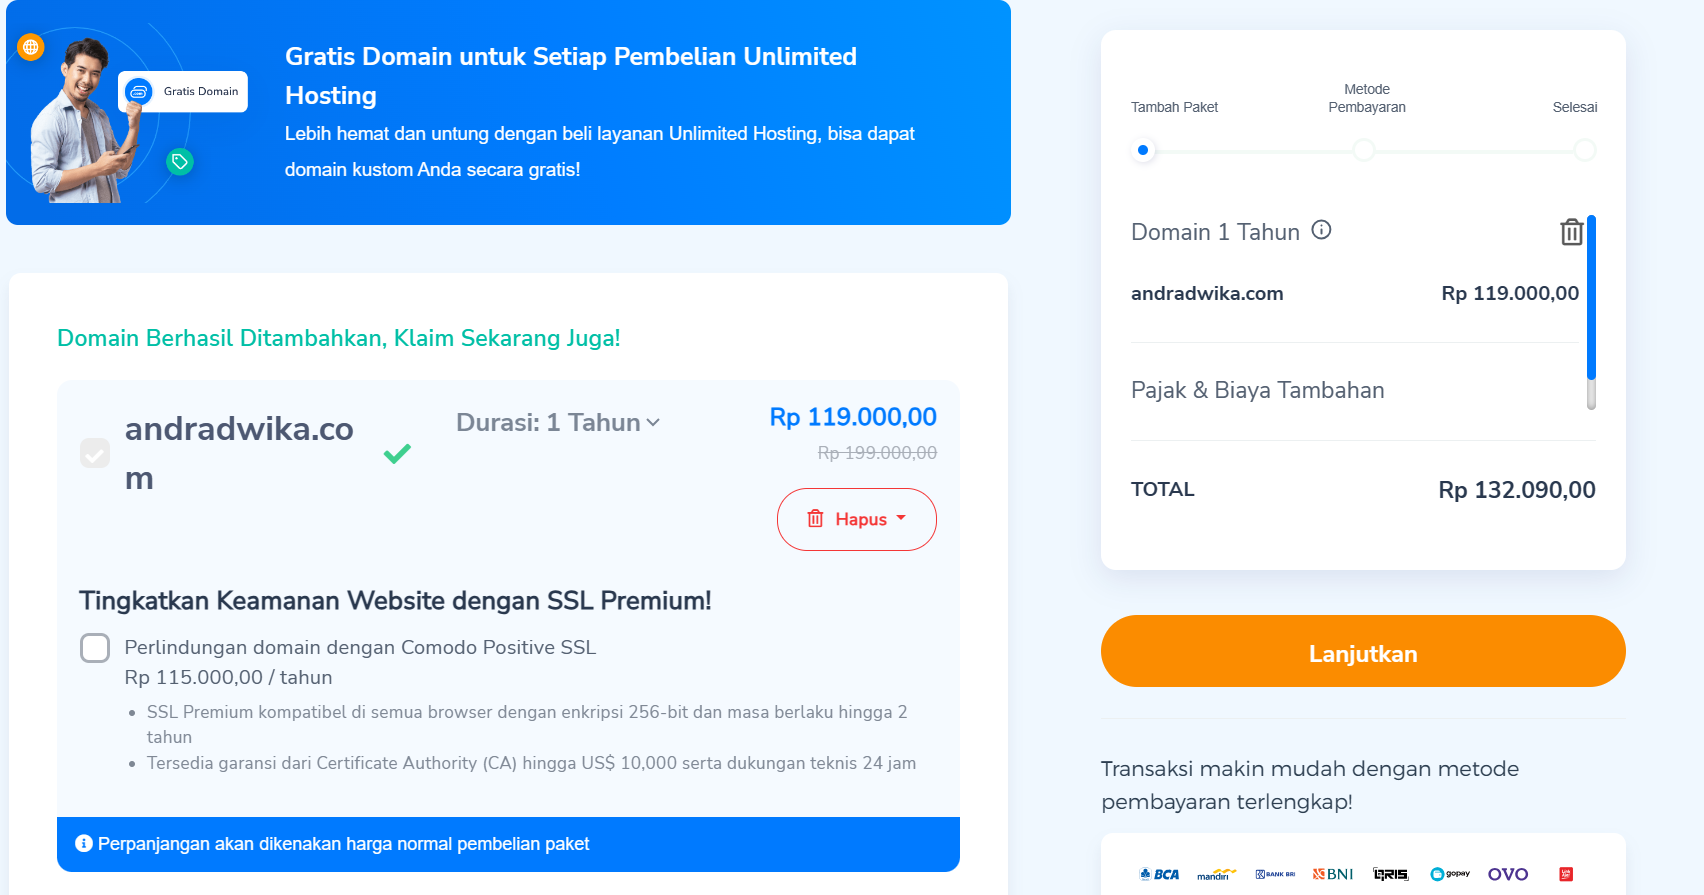 Gratis Domain
Gratis Domain untuk Setiap Pembelian Unlimited
Hosting
Lebih hemat dan untung dengan beli layanan Unlimited Hosting, bisa dapat
domain kustom Anda secara gratis!
Domain Berhasil Ditambahkan, Klaim Sekarang Juga!
andradwika.co
m
Durasi: 1 Tahun
Rp 119.000,00
Rp 199.000,00
Hapus
Tingkatkan Keamanan Website dengan SSL Premium!
Perlindungan domain dengan Comodo Positive SSL
Rp 115.000,00 / tahun
• SSL Premium kompatibel di semua browser dengan enkripsi 256-bit dan masa berlaku hingga 2
tahun
• Tersedia garansi dari Certificate Authority (CA) hingga US$ 10,000 serta dukungan teknis 24 jam
Perpanjangan akan dikenakan harga normal pembelian paket
Tambah Paket
Metode
Pembayaran
Selesai
Domain 1 Tahun
andradwika.com
Rp 119.000,00
Pajak & Biaya Tambahan
TOTAL
Rp 132.090,00
Lanjutkan
Transaksi makin mudah dengan metode
pembayaran terlengkap!
BCA
mandiri
BANK BRI
BNI
QRIS
gopay
OVO